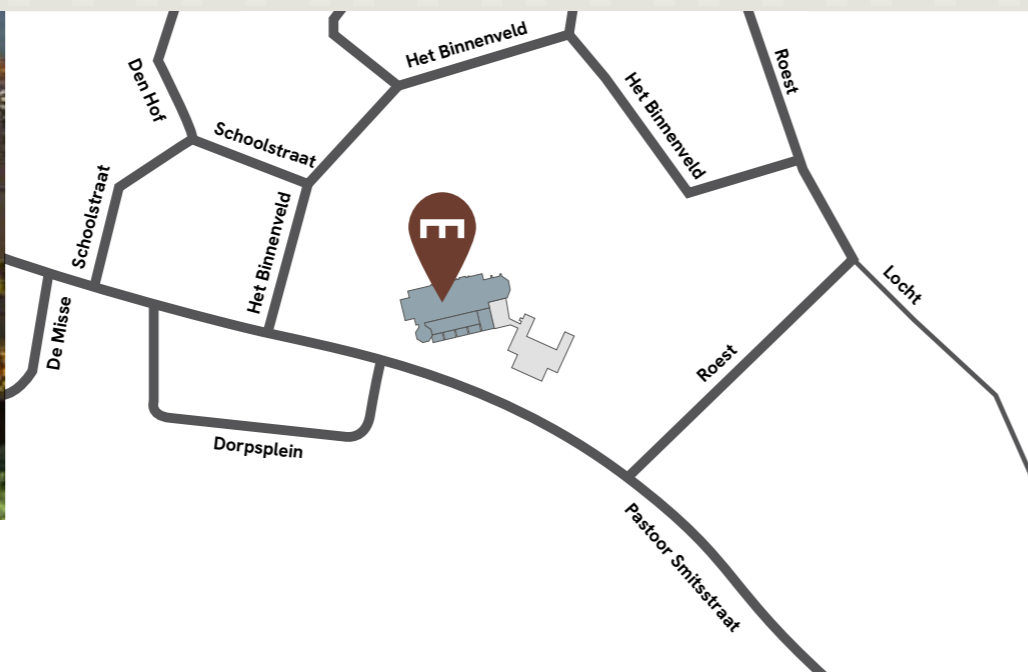 Het Binnenveld
Roest
Den Hof
Het Binnenveld
Schoolstraat
Schoolstraat
Het Binnenveld
E
Locht
De Misse
Roest
Dorpsplein
Pastoor Smitsstraat